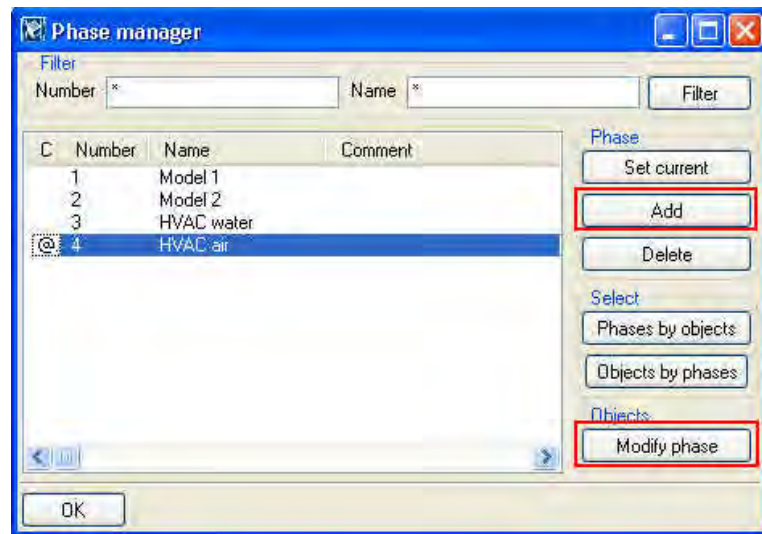 Phase manager
Filter
Number * Name * Filter
C Number Name Comment
1 Model 1
2 Model 2
3 HVAC water
@ 4 HVAC air
Phase
Set current
Add
Delete
Select
Phases by objects
Objects by phases
Objects
Modify phase
OK